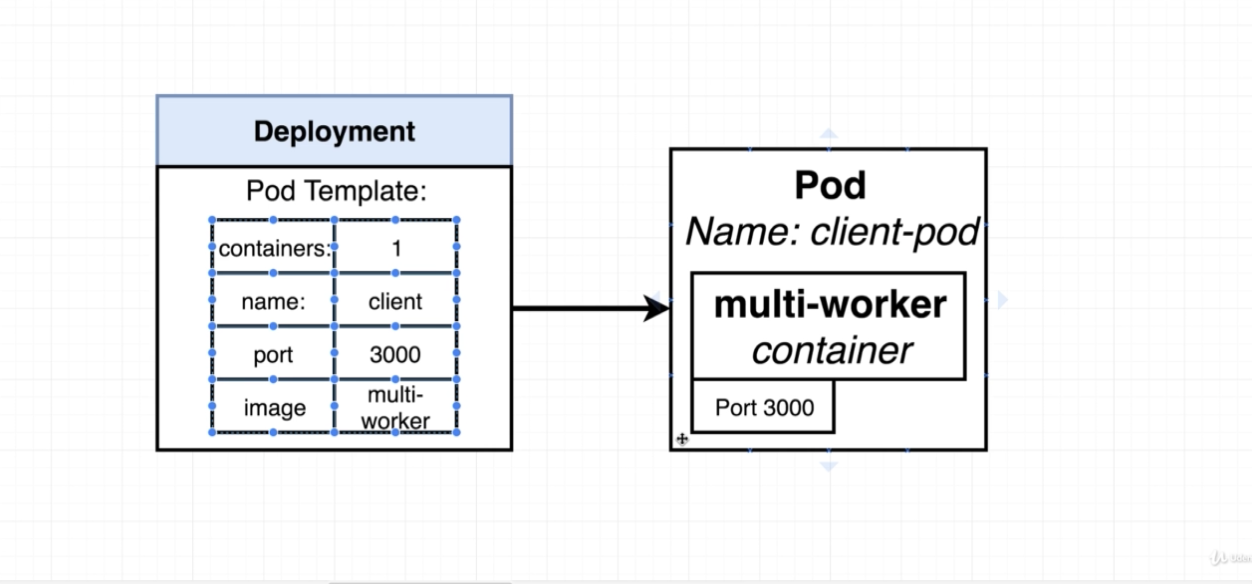 Deployment
Pod Template:
containers: 1
name: client
port 3000
image multi-
worker
Pod
Name: client-pod
multi-worker
container
Port 3000